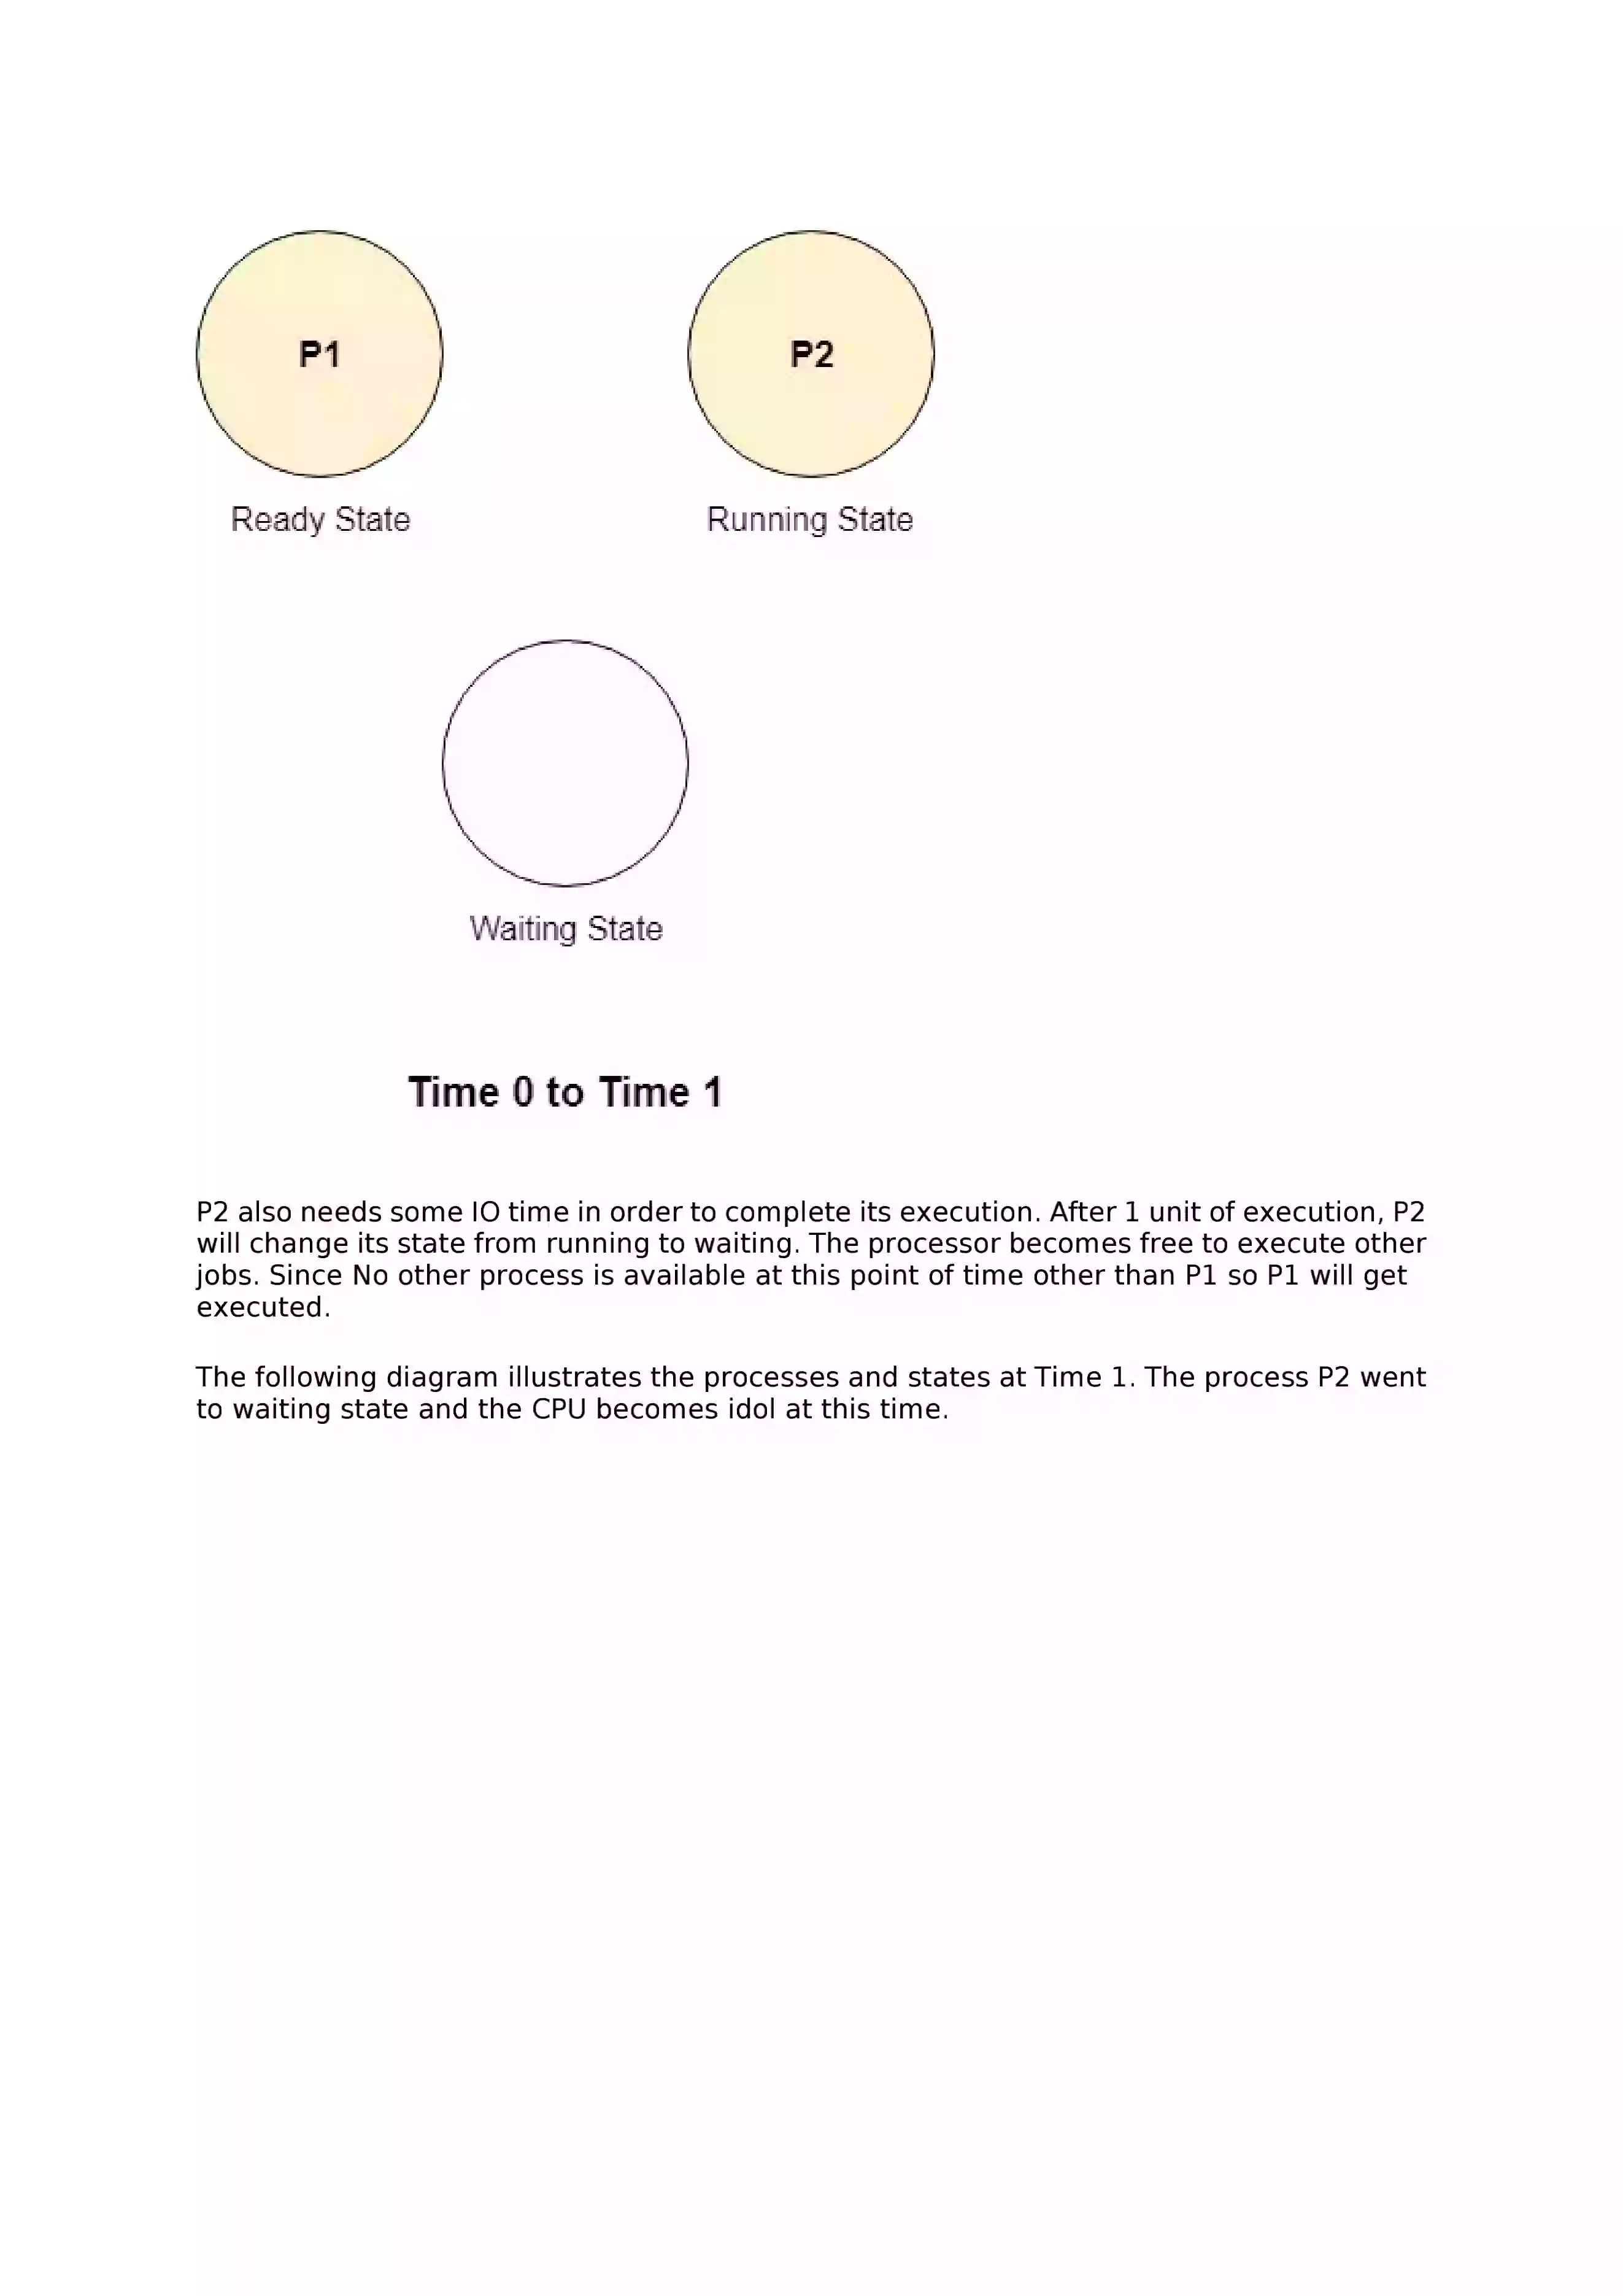 P1
P2
Ready State
Running State
Waiting State
Time 0 to Time 1
P2 also needs some IO time in order to complete its execution. After 1 unit of execution, P2
will change its state from running to waiting. The processor becomes free to execute other
jobs. Since No other process is available at this point of time other than P1 so P1 will get
executed.
The following diagram illustrates the processes and states at Time 1. The process P2 went
to waiting state and the CPU becomes idol at this time.